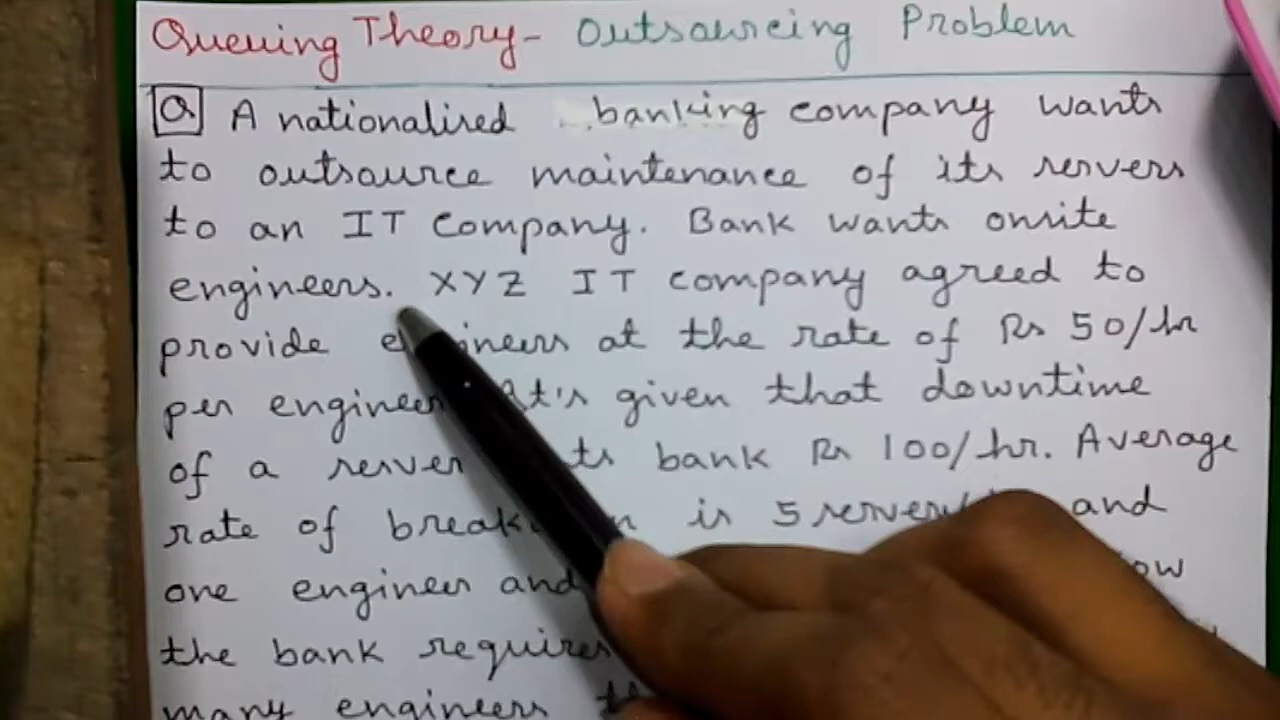 Queuing Theory - Outsourcing Problem
Q A nationalised banking company wants
to outsource maintenance of its servers
to an IT Company. Bank wants onsite
engineers. XYZ IT company agreed to
provide engineers at the rate of Rs 50/hr
per engineer It's given that downtime
of a server bank Rs 100/hr. Average
rate of is 5 and
one engineer and
the bank requires
many engineers